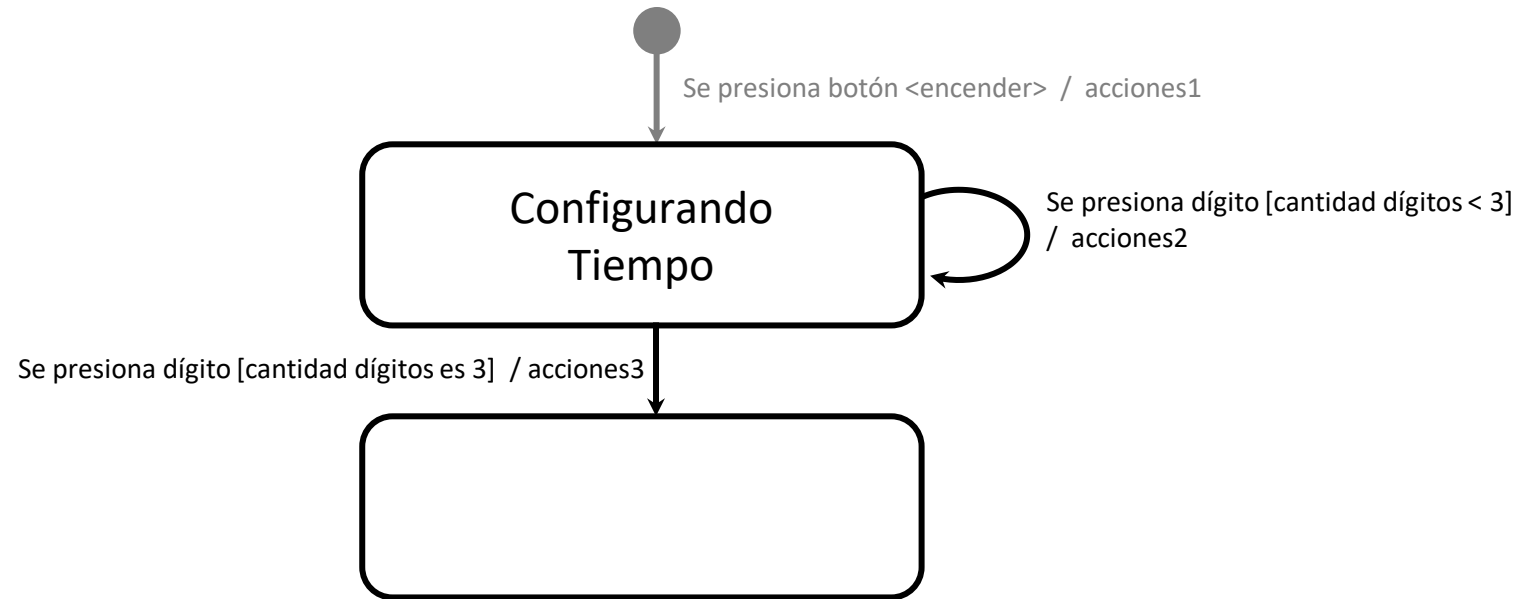 Se presiona botón <encender> / acciones1
Configurando
Tiempo
Se presiona dígito [cantidad dígitos < 3]
/ acciones2
Se presiona dígito [cantidad dígitos es 3] / acciones3